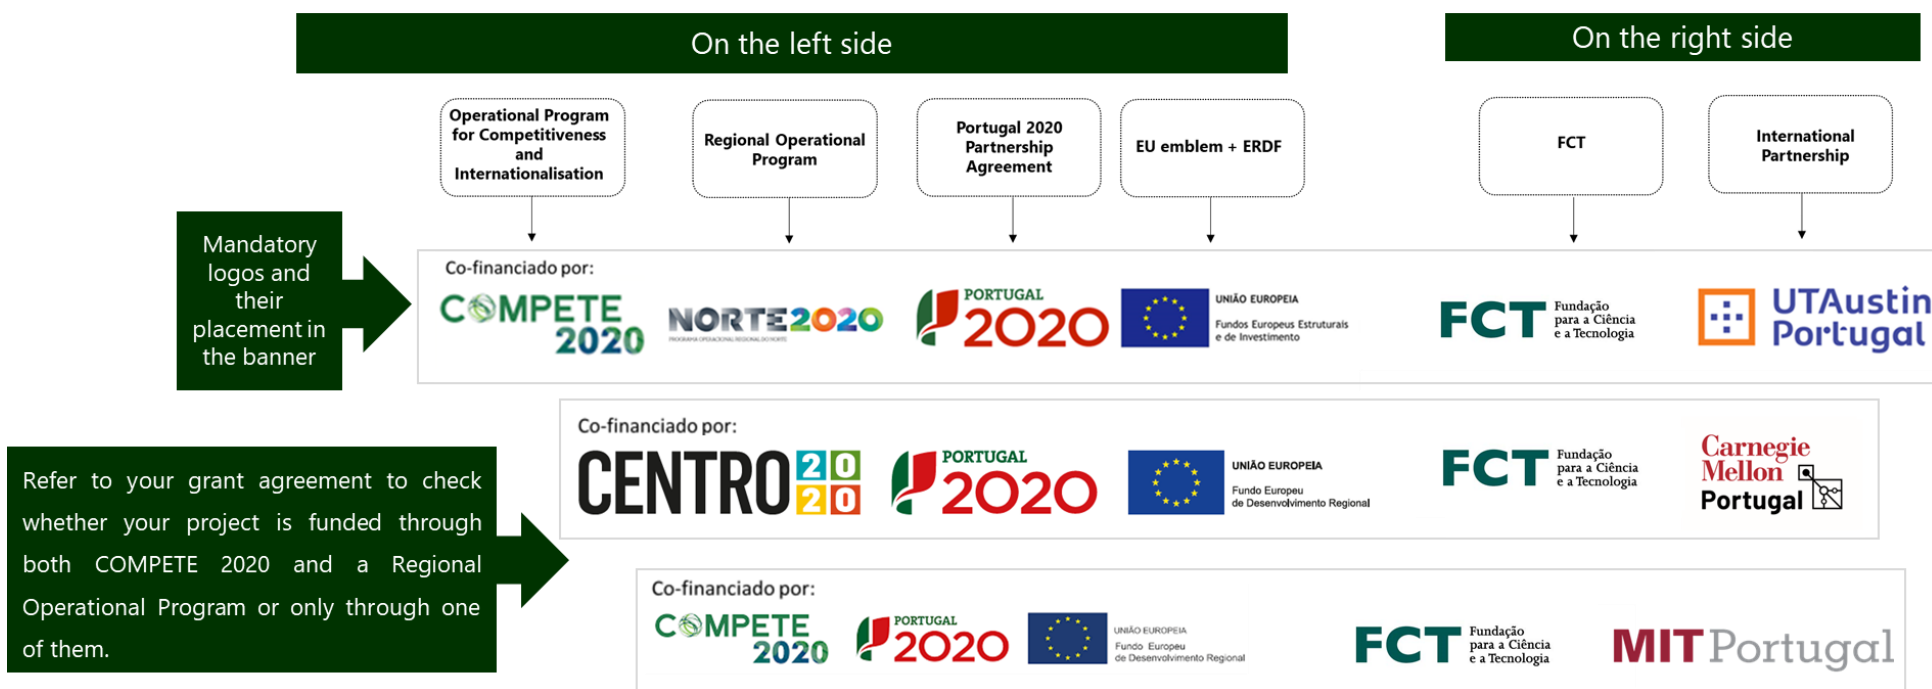 On the left side
On the right side
Operational Program
for Competitiveness
and
Internationalisation
Regional Operational
Program
Portugal 2020
Partnership
Agreement
EU emblem + ERDF
FCT
International
Partnership
Mandatory
logos and
their
placement in
the banner
Co-financiado por:
COMPETE
2020
NORTE2020
PROGRAMA OPERACIONAL REGIONAL DO NORTE
PORTUGAL
2020
UNIÃO EUROPEIA
Fundos Europeus Estruturais
e de Investimento
FCT
Fundação
para a Ciência
e a Tecnologia
UTAustin
Portugal
Refer to your grant agreement to check
whether your project is funded through
both COMPETE 2020 and a Regional
Operational Program or only through one
of them.
Co-financiado por:
CENTRO 20
20
PORTUGAL
2020
UNIÃO EUROPEIA
Fundo Europeu
de Desenvolvimento Regional
FCT
Fundação
para a Ciência
e a Tecnologia
Carnegie
Mellon
Portugal
Co-financiado por:
COMPETE
2020
PORTUGAL
2020
UNIÃO EUROPEIA
Fundo Europeu
de Desenvolvimento Regional
FCT
Fundação
para a Ciência
e a Tecnologia
MIT Portugal